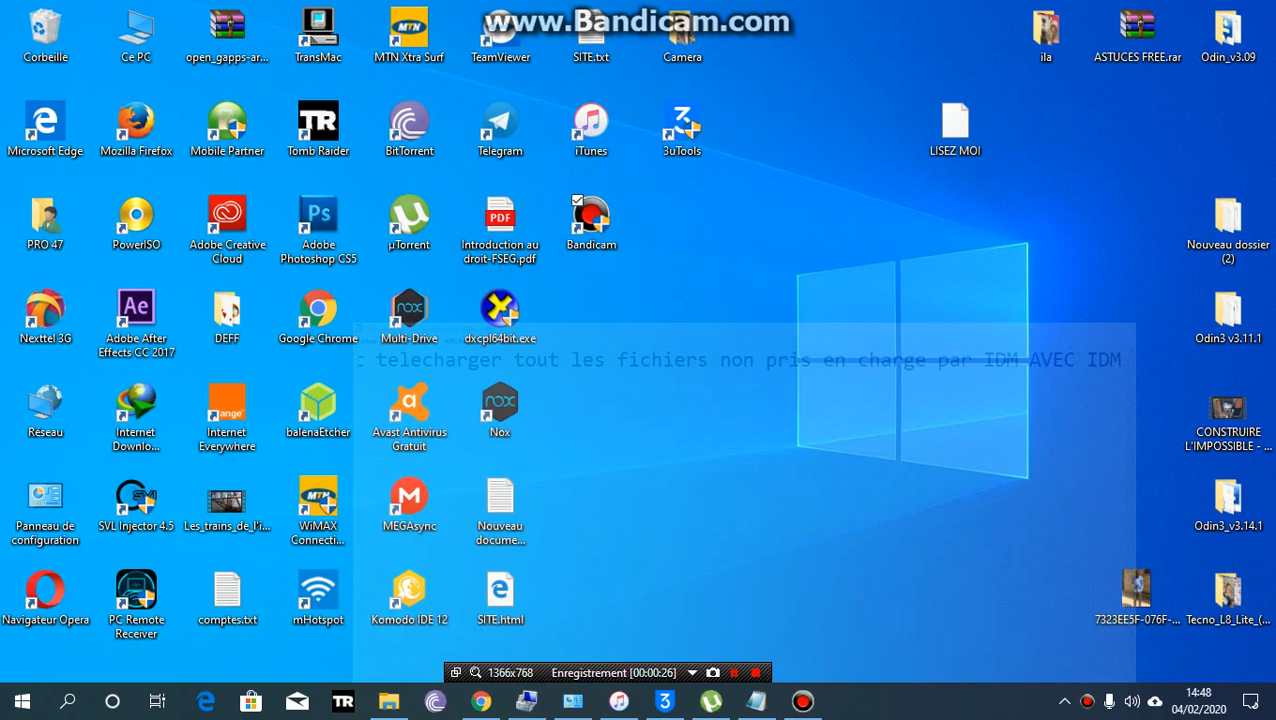 www.Bandicam.com
Corbeille
Ce PC
open_gapps-ar...
TransMac
MTN Xtra Surf
TeamViewer
SITE.txt
Camera
ila
ASTUCES FREE.rar
Odin_v3.09
Microsoft Edge
Mozilla Firefox
Mobile Partner
Tomb Raider
BitTorrent
Telegram
iTunes
3uTools
LISEZ MOI
PRO 47
PowerISO
Adobe Creative
Cloud
Adobe
Photoshop CS5
µTorrent
Introduction au
droit-FSEG.pdf
Bandicam
Nouveau dossier
(2)
Nexttel 3G
Adobe After
Effects CC 2017
DEFF
Google Chrome
Multi-Drive
dxcpl64bit.exe
Odin3 v3.11.1
: telecharger tout les fichiers non pris en charge par IDM AVEC IDM
Réseau
Internet
Downlo...
Internet
Everywhere
balenaEtcher
Avast Antivirus
Gratuit
Nox
CONSTRUIRE
L'IMPOSSIBLE - ...
Panneau de
configuration
SVL Injector 4.5
Les_trains_de_l'i...
WiMAX
Connecti...
MEGAsync
Nouveau
docume...
Odin3_v3.14.1
Navigateur Opera
PC Remote
Receiver
comptes.txt
mHotspot
Komodo IDE 12
SITE.html
7323EE5F-076F-...
Tecno_L8_Lite_(...
1366x768
Enregistrement [00:00:26]
14:48
04/02/2020